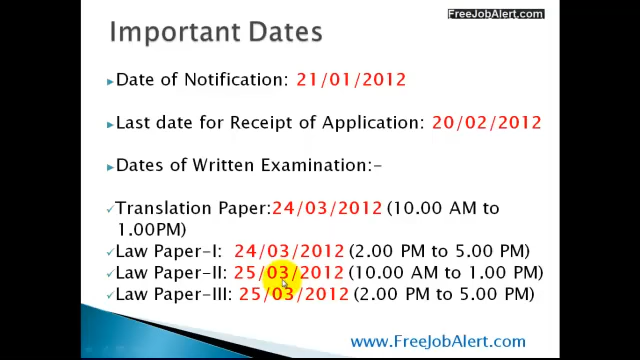 FreeJobAlert.com
Important Dates
Date of Notification: 21/01/2012
Last date for Receipt of Application: 20/02/2012
Dates of Written Examination:-
Translation Paper:24/03/2012 (10.00 AM to
1.00PM)
Law Paper-I: 24/03/2012 (2.00 PM to 5.00 PM)
Law Paper-II: 25/03/2012 (10.00 AM to 1.00 PM)
Law Paper-III: 25/03/2012 (2.00 PM to 5.00 PM)
www.FreeJobAlert.com